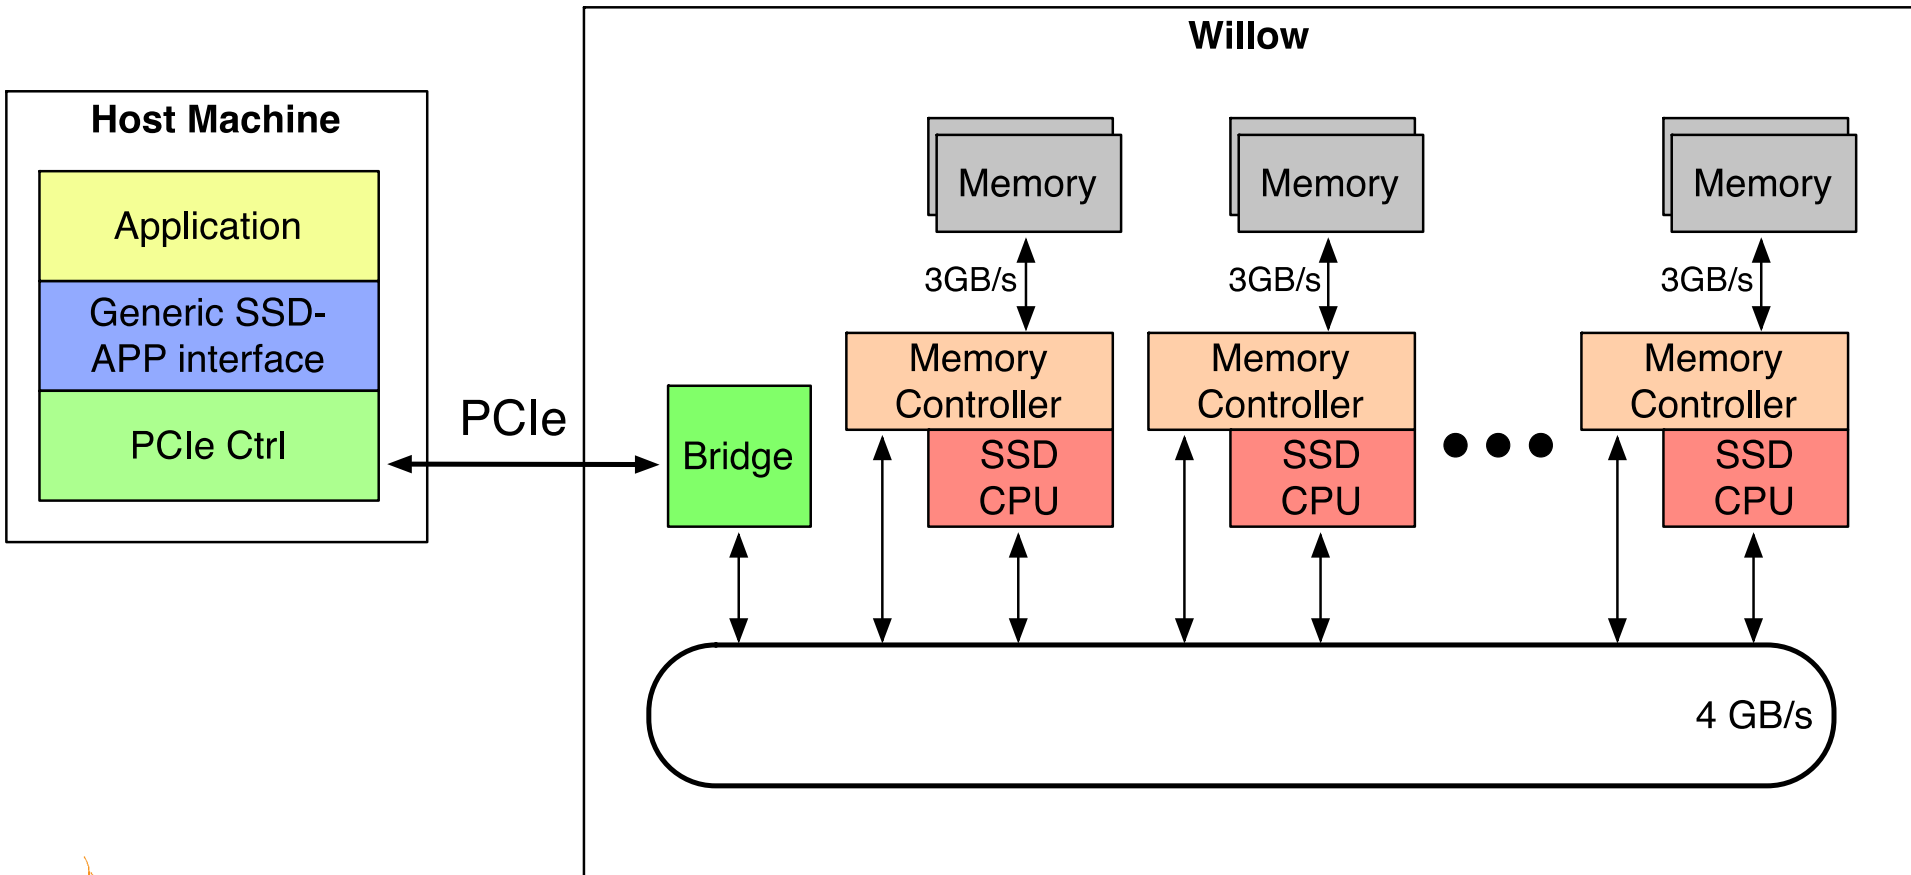 Willow
Host Machine
Application
Generic SSD-
APP interface
PCIe Ctrl
PCIe
Bridge
Memory
3GB/s
Memory
Controller
SSD
CPU
Memory
3GB/s
Memory
Controller
SSD
CPU
Memory
3GB/s
Memory
Controller
SSD
CPU
4 GB/s